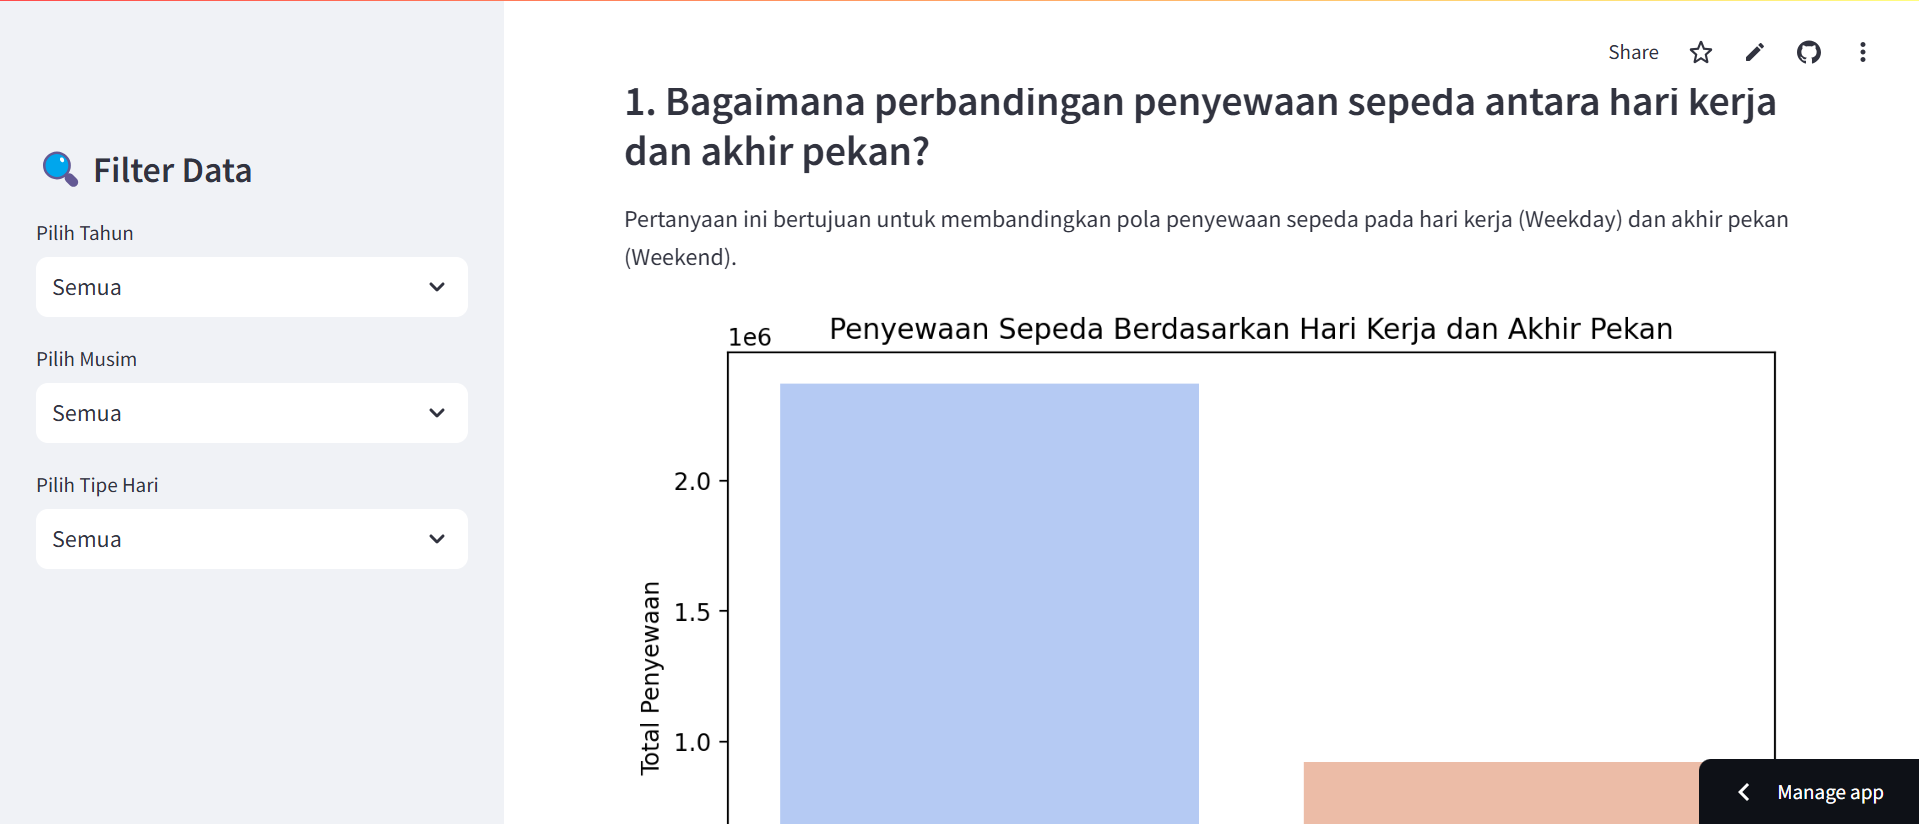 Share
Filter Data
Pilih Tahun
Semua
Pilih Musim
Semua
Pilih Tipe Hari
Semua
1. Bagaimana perbandingan penyewaan sepeda antara hari kerja
dan akhir pekan?
Pertanyaan ini bertujuan untuk membandingkan pola penyewaan sepeda pada hari kerja (Weekday) dan akhir pekan
(Weekend).
Penyewaan Sepeda Berdasarkan Hari Kerja dan Akhir Pekan
1e6
2.0
1.5
1.0
Total Penyewaan
Manage app